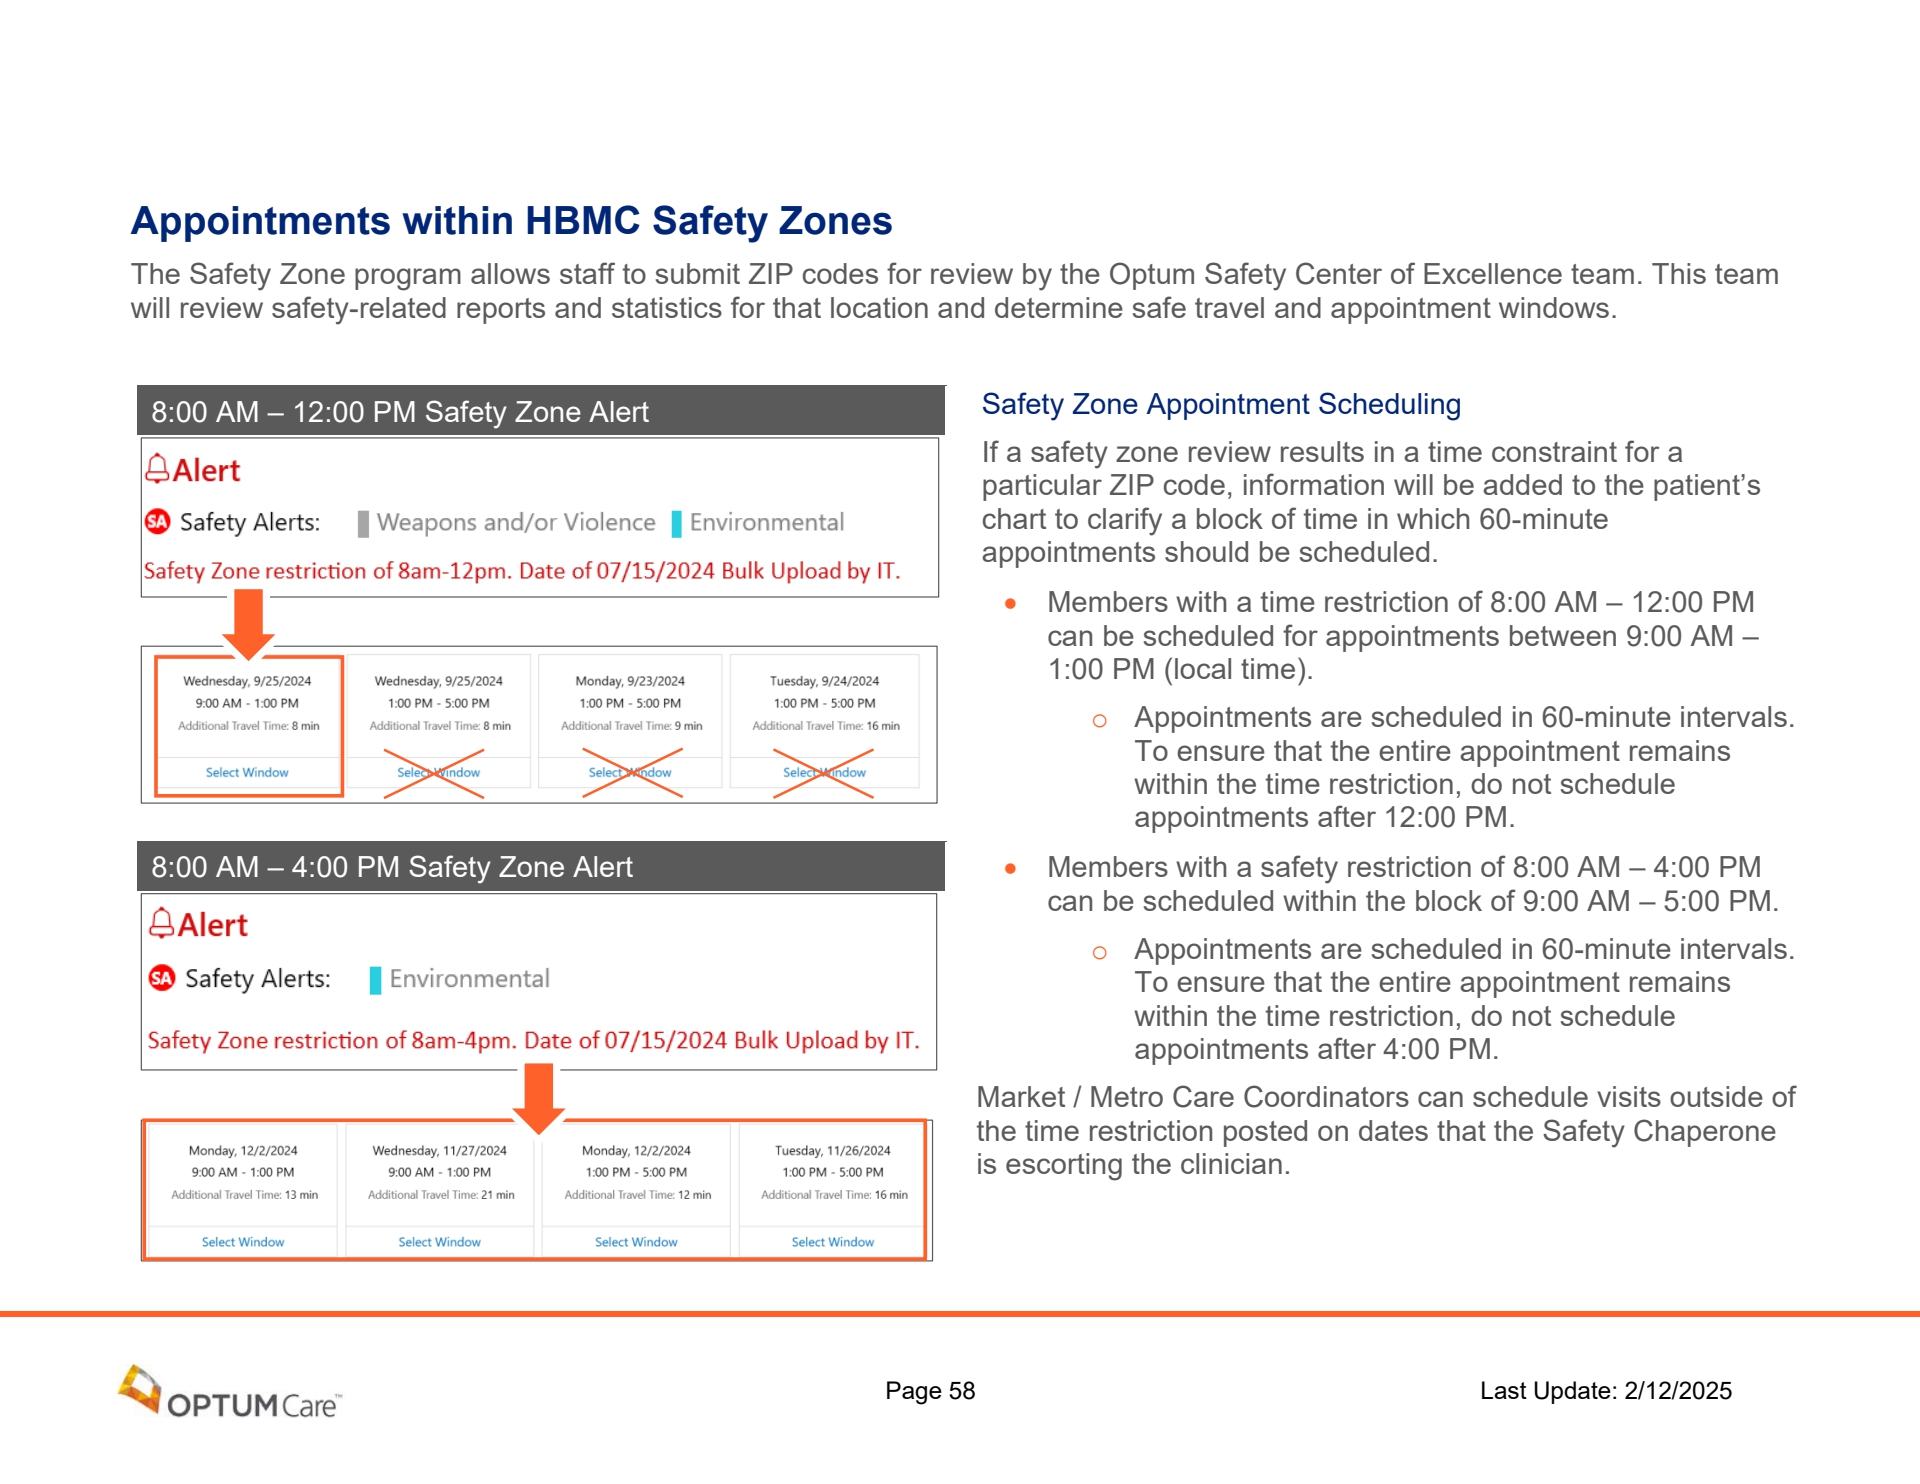 Appointments within HBMC Safety Zones
The Safety Zone program allows staff to submit ZIP codes for review by the Optum Safety Center of Excellence team. This team
will review safety-related reports and statistics for that location and determine safe travel and appointment windows.
8:00 AM – 12:00 PM Safety Zone Alert
Alert
SA Safety Alerts: Weapons and/or Violence Environmental
Safety Zone restriction of 8am-12pm. Date of 07/15/2024 Bulk Upload by IT.
Wednesday, 9/25/2024 Wednesday, 9/25/2024 Monday, 9/23/2024 Tuesday, 9/24/2024
9:00 AM - 1:00 PM 1:00 PM - 5:00 PM 1:00 PM - 5:00 PM 1:00 PM - 5:00 PM
Additional Travel Time: 8 min Additional Travel Time: 8 min Additional Travel Time: 9 min Additional Travel Time: 16 min
Select Window Select Window Select Window Select Window
8:00 AM – 4:00 PM Safety Zone Alert
Alert
SA Safety Alerts: Environmental
Safety Zone restriction of 8am-4pm. Date of 07/15/2024 Bulk Upload by IT.
Monday, 12/2/2024 Wednesday, 11/27/2024 Monday, 12/2/2024 Tuesday, 11/26/2024
9:00 AM - 1:00 PM 9:00 AM - 1:00 PM 1:00 PM - 5:00 PM 1:00 PM - 5:00 PM
Additional Travel Time: 13 min Additional Travel Time: 21 min Additional Travel Time: 12 min Additional Travel Time: 16 min
Select Window Select Window Select Window Select Window
Safety Zone Appointment Scheduling
If a safety zone review results in a time constraint for a
particular ZIP code, information will be added to the patient’s
chart to clarify a block of time in which 60-minute
appointments should be scheduled.
• Members with a time restriction of 8:00 AM – 12:00 PM
can be scheduled for appointments between 9:00 AM –
1:00 PM (local time).
o Appointments are scheduled in 60-minute intervals.
To ensure that the entire appointment remains
within the time restriction, do not schedule
appointments after 12:00 PM.
• Members with a safety restriction of 8:00 AM – 4:00 PM
can be scheduled within the block of 9:00 AM – 5:00 PM.
o Appointments are scheduled in 60-minute intervals.
To ensure that the entire appointment remains
within the time restriction, do not schedule
appointments after 4:00 PM.
Market / Metro Care Coordinators can schedule visits outside of
the time restriction posted on dates that the Safety Chaperone
is escorting the clinician.
OPTUM Care™
Page 58
Last Update: 2/12/2025